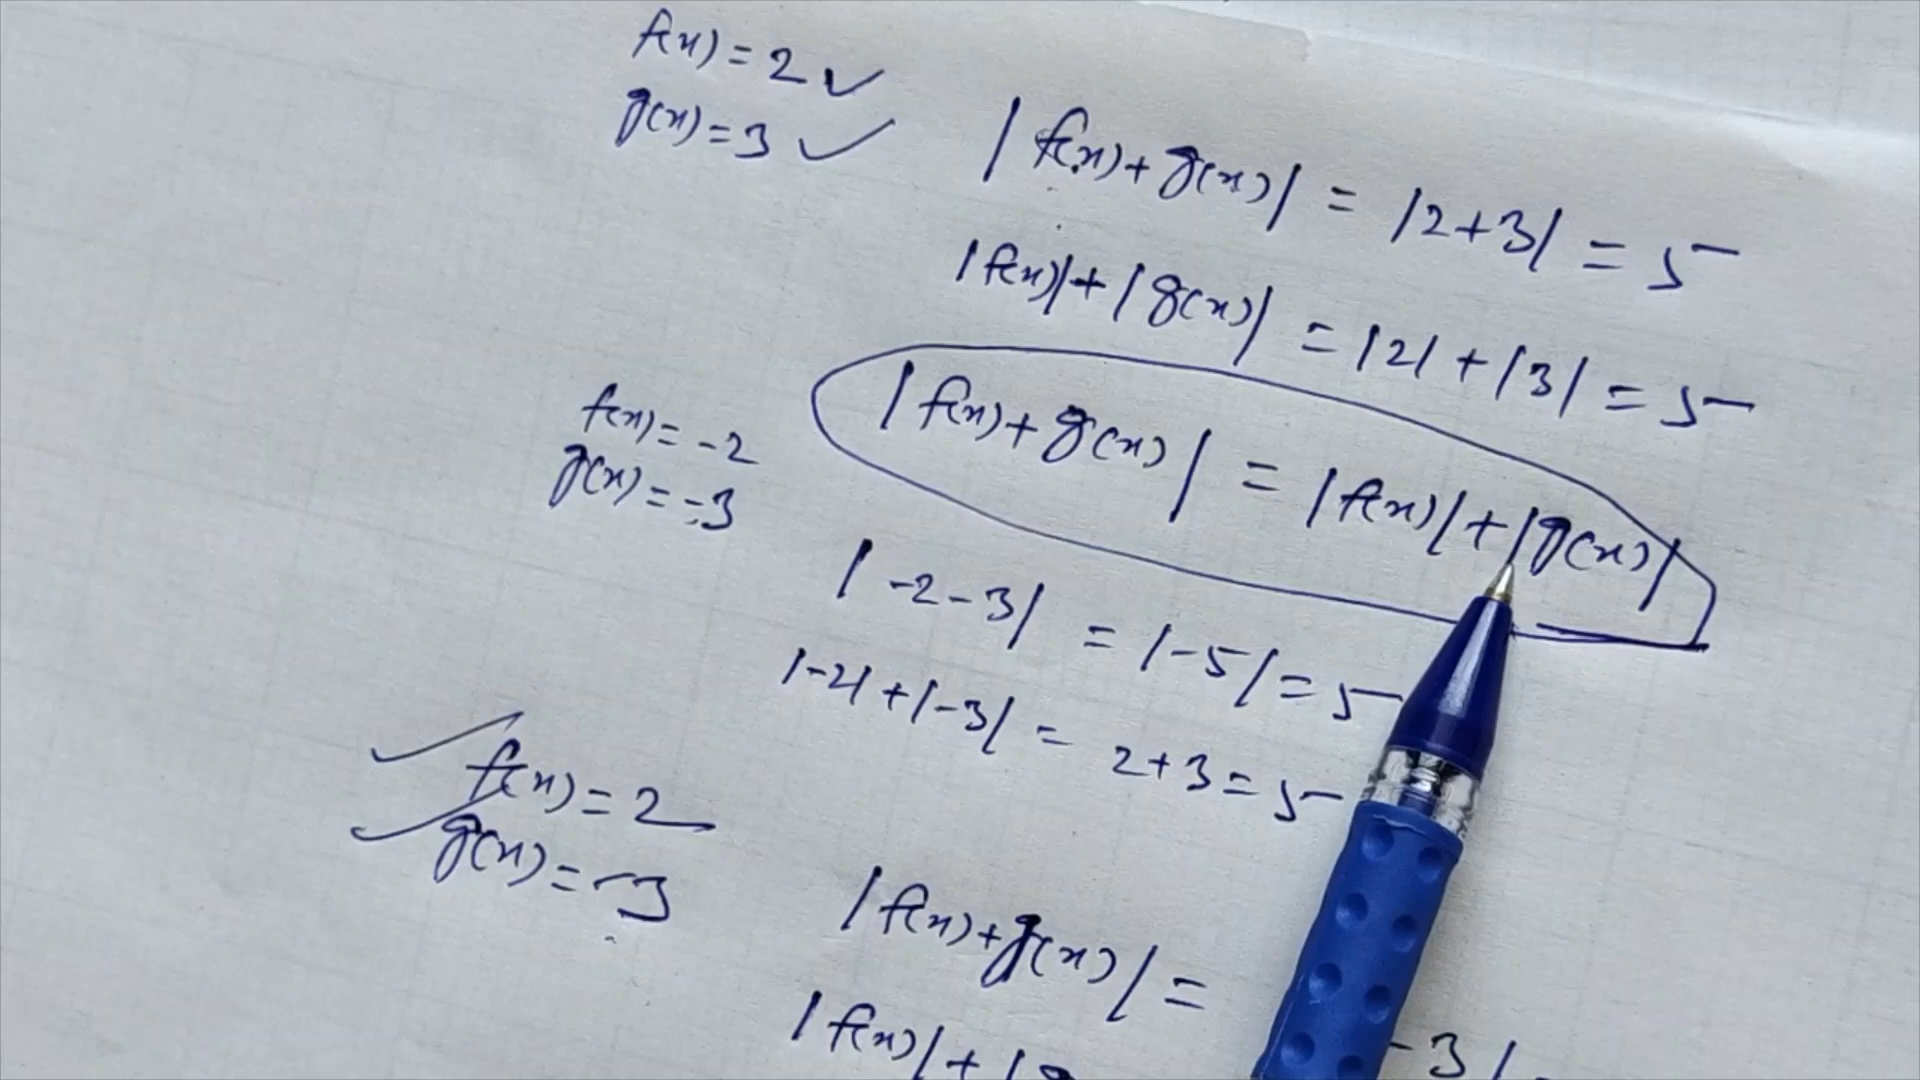 f(x) = 2 ✓
g(x) = 3 ✓
|f(x) + g(x)| = |2+3| = 5
|f(x)| + |g(x)| = |2| + |3| = 5
|f(x) + g(x)| = |f(x)| + |g(x)|
f(x) = -2
g(x) = -3
|-2-3| = |-5| = 5
|-2| + |-3| = 2+3 = 5
✓ f(x) = 2
✓ g(x) = -3
|f(x) + g(x)| =
|f(x)| + | -3| =